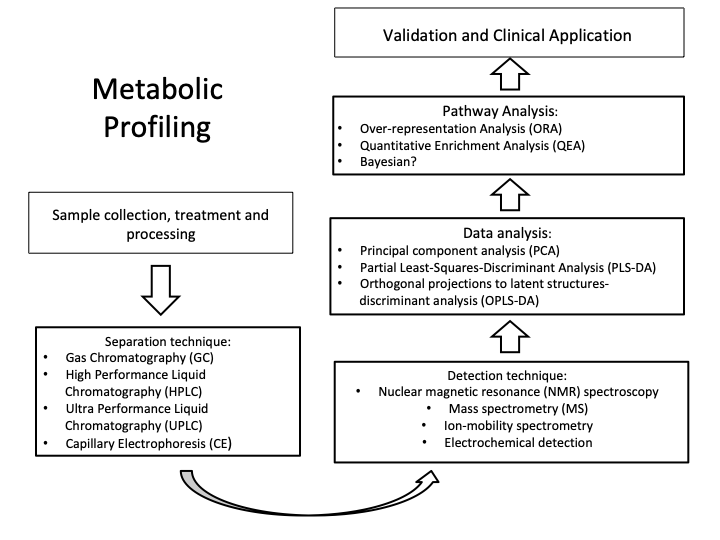 Metabolic
Profiling
Sample collection, treatment and
processing
Separation technique:
• Gas Chromatography (GC)
• High Performance Liquid
Chromatography (HPLC)
• Ultra Performance Liquid
Chromatography (UPLC)
• Capillary Electrophoresis (CE)
Detection technique:
• Nuclear magnetic resonance (NMR) spectroscopy
• Mass spectrometry (MS)
• Ion-mobility spectrometry
• Electrochemical detection
Data analysis:
• Principal component analysis (PCA)
• Partial Least-Squares-Discriminant Analysis (PLS-DA)
• Orthogonal projections to latent structures-
discriminant analysis (OPLS-DA)
Pathway Analysis:
• Over-representation Analysis (ORA)
• Quantitative Enrichment Analysis (QEA)
• Bayesian?
Validation and Clinical Application